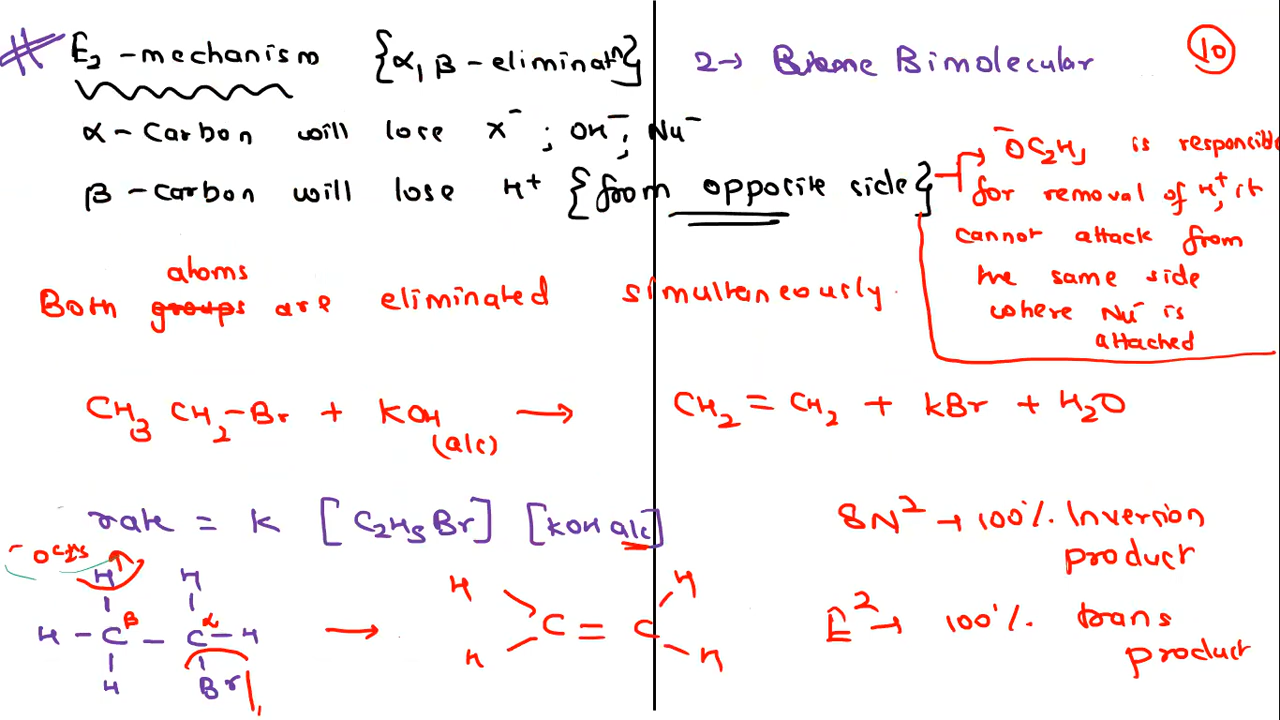 E2 - mechanism {α, β - eliminatn} 2 → Bimolecular 10
α - Carbon will lose X⁻ ; OH⁻ ; Nu⁻
β - carbon will lose H⁺ {from opposite side}
⁻OC2H5 is responsible
for removal of H⁺, it
cannot attack from
the same side
where Nu⁻ is
attached
atoms
Both groups are eliminated simultaneously.
CH3 CH2 - Br + KOH (alc) → CH2 = CH2 + kBr + H2O
rate = k [C2H5Br] [KOH alc]
SN² → 100% Inversion
product
E² → 100% trans
product
H H
H - C β - C α - H
H Br
→
H H
C = C
H H